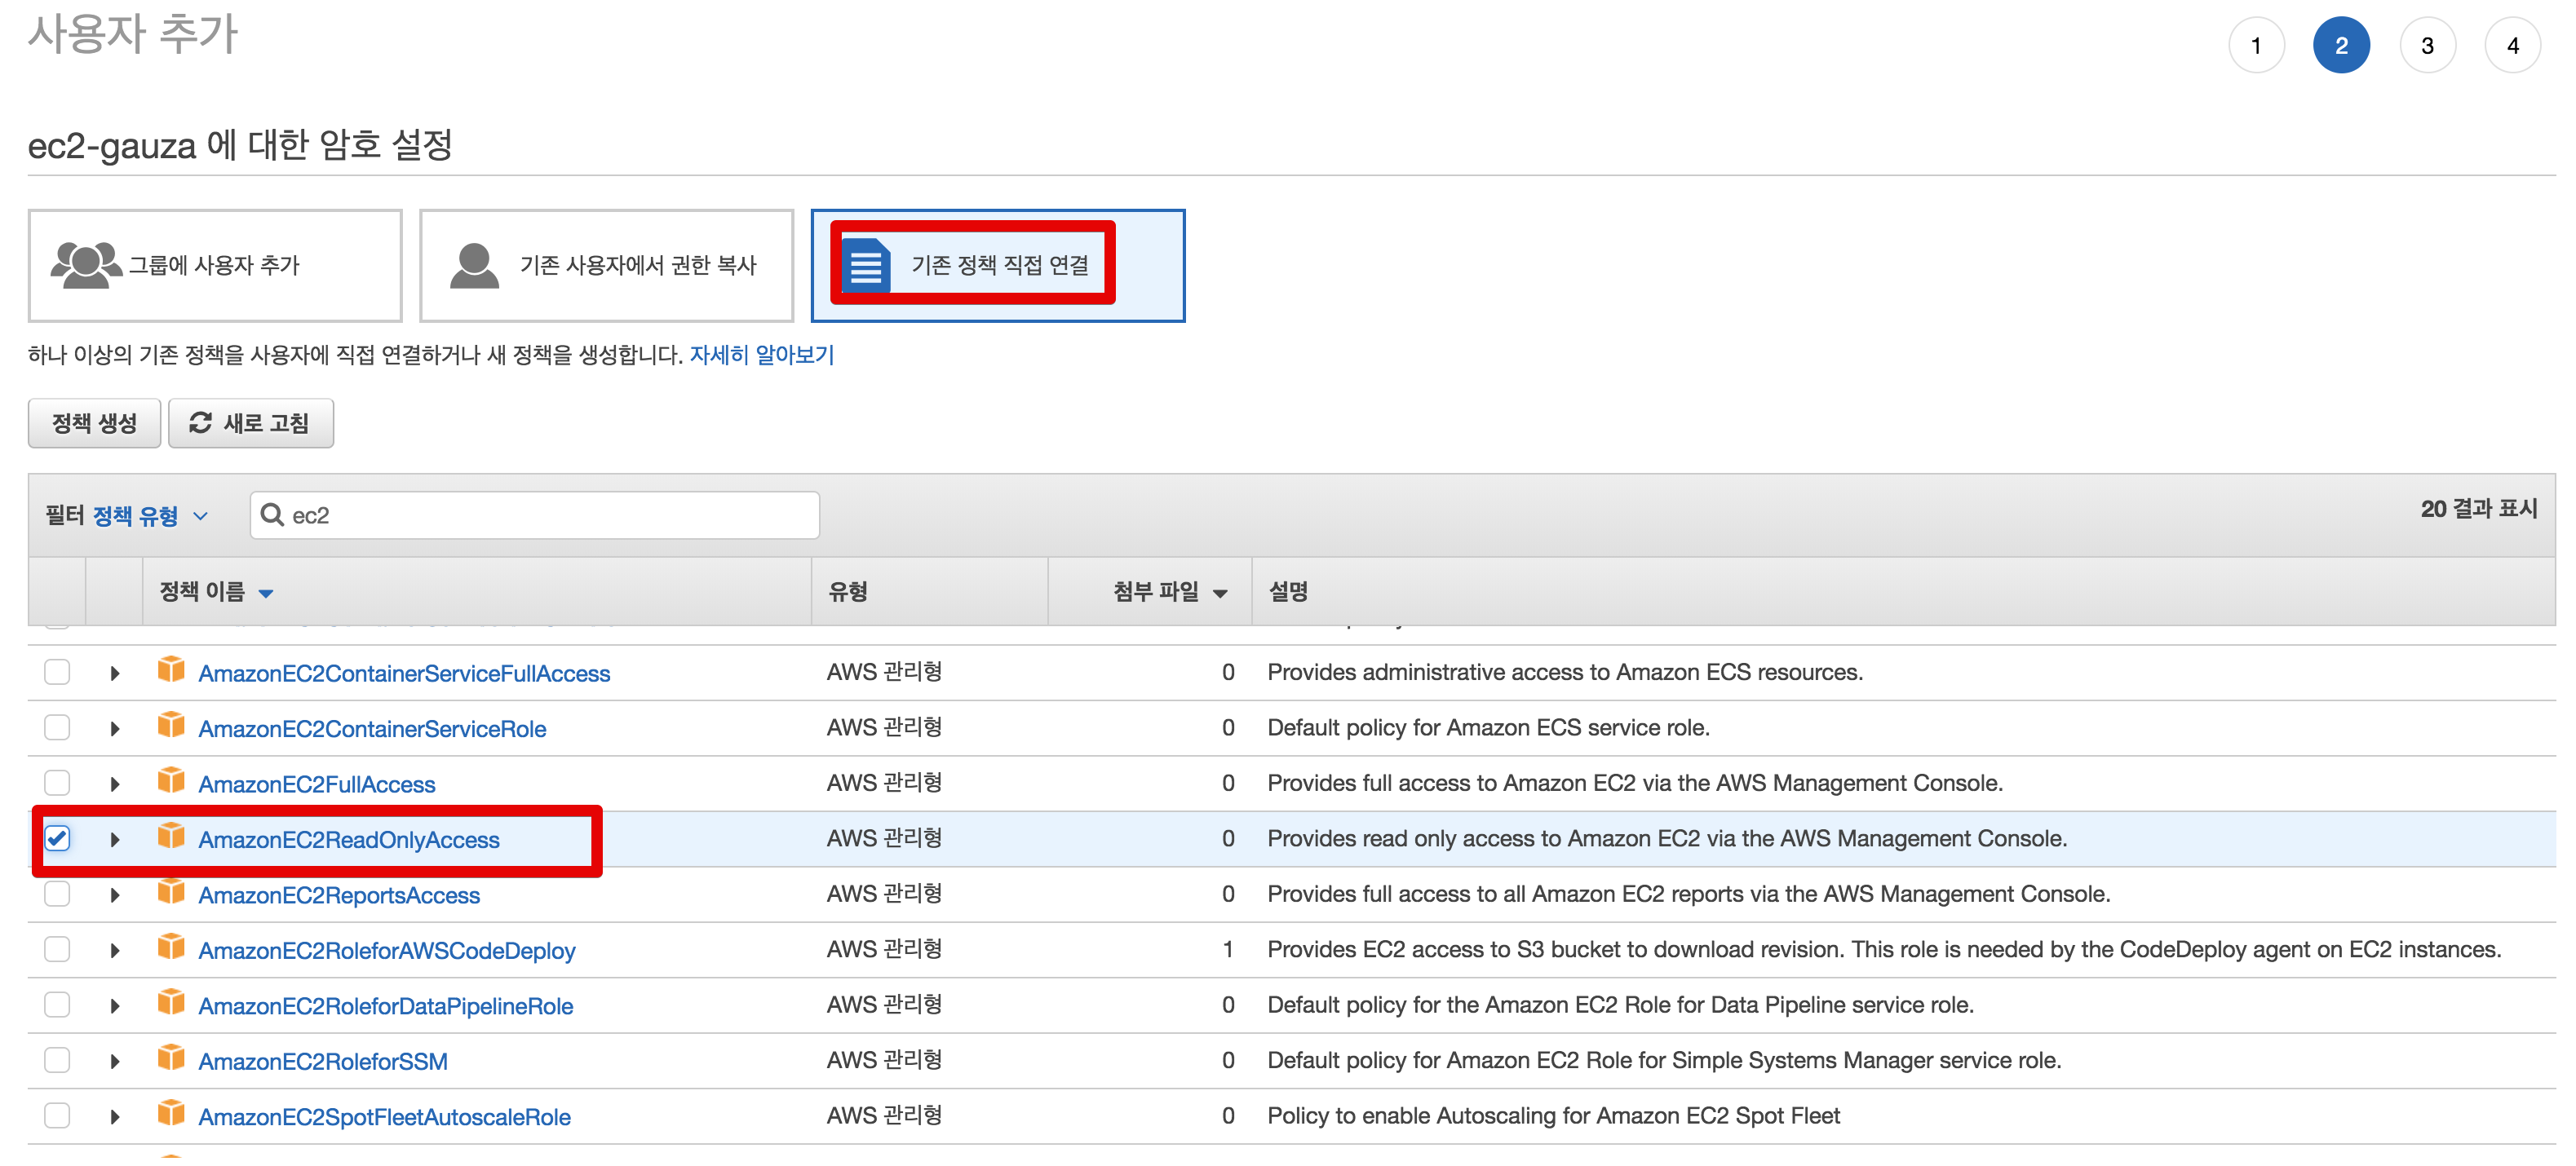 사용자 추가
1 2 3 4
ec2-gauza 에 대한 암호 설정
그룹에 사용자 추가 기존 사용자에서 권한 복사 기존 정책 직접 연결
하나 이상의 기존 정책을 사용자에 직접 연결하거나 새 정책을 생성합니다. 자세히 알아보기
정책 생성 새로 고침
필터 정책 유형 ec2 20 결과 표시
정책 이름 유형 첨부 파일 설명
AmazonEC2ContainerServiceFullAccess AWS 관리형 0 Provides administrative access to Amazon ECS resources.
AmazonEC2ContainerServiceRole AWS 관리형 0 Default policy for Amazon ECS service role.
AmazonEC2FullAccess AWS 관리형 0 Provides full access to Amazon EC2 via the AWS Management Console.
AmazonEC2ReadOnlyAccess AWS 관리형 0 Provides read only access to Amazon EC2 via the AWS Management Console.
AmazonEC2ReportsAccess AWS 관리형 0 Provides full access to all Amazon EC2 reports via the AWS Management Console.
AmazonEC2RoleforAWSCodeDeploy AWS 관리형 1 Provides EC2 access to S3 bucket to download revision. This role is needed by the CodeDeploy agent on EC2 instances.
AmazonEC2RoleforDataPipelineRole AWS 관리형 0 Default policy for the Amazon EC2 Role for Data Pipeline service role.
AmazonEC2RoleforSSM AWS 관리형 0 Default policy for Amazon EC2 Role for Simple Systems Manager service role.
AmazonEC2SpotFleetAutoscaleRole AWS 관리형 0 Policy to enable Autoscaling for Amazon EC2 Spot Fleet